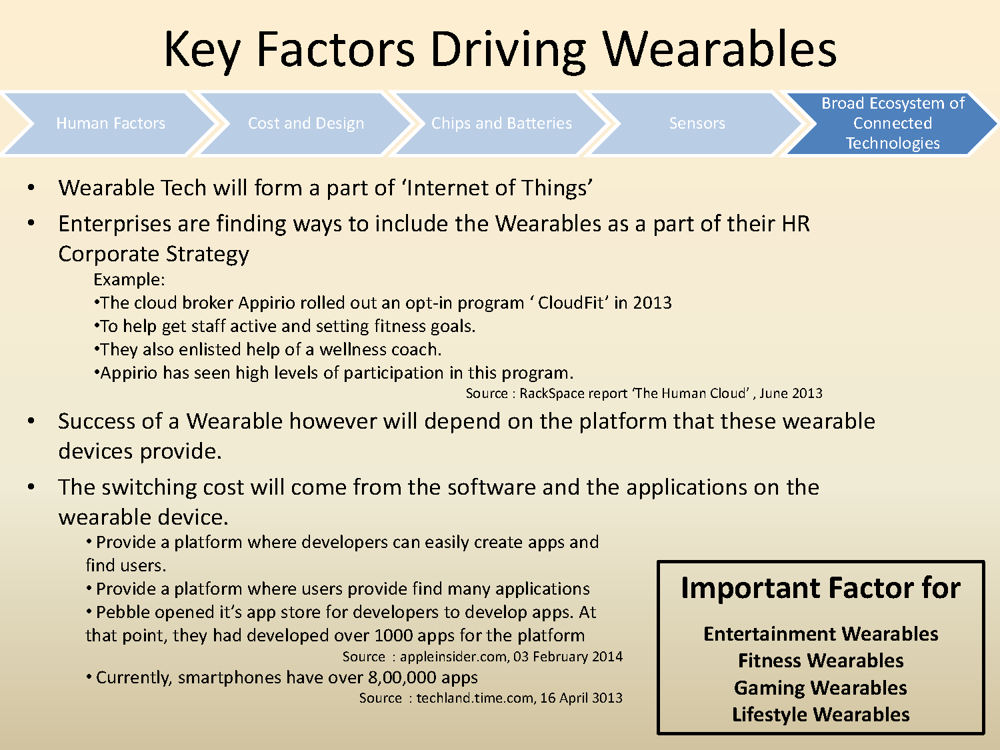 Key Factors Driving Wearables
Human Factors
Cost and Design
Chips and Batteries
Sensors
Broad Ecosystem of
Connected
Technologies
• Wearable Tech will form a part of ‘Internet of Things’
• Enterprises are finding ways to include the Wearables as a part of their HR
Corporate Strategy
Example:
•The cloud broker Appirio rolled out an opt-in program ‘ CloudFit’ in 2013
•To help get staff active and setting fitness goals.
•They also enlisted help of a wellness coach.
•Appirio has seen high levels of participation in this program.
Source : RackSpace report ‘The Human Cloud’ , June 2013
• Success of a Wearable however will depend on the platform that these wearable
devices provide.
• The switching cost will come from the software and the applications on the
wearable device.
• Provide a platform where developers can easily create apps and
find users.
• Provide a platform where users provide find many applications
• Pebble opened it’s app store for developers to develop apps. At
that point, they had developed over 1000 apps for the platform
Source : appleinsider.com, 03 February 2014
• Currently, smartphones have over 8,00,000 apps
Source : techland.time.com, 16 April 3013
Important Factor for
Entertainment Wearables
Fitness Wearables
Gaming Wearables
Lifestyle Wearables